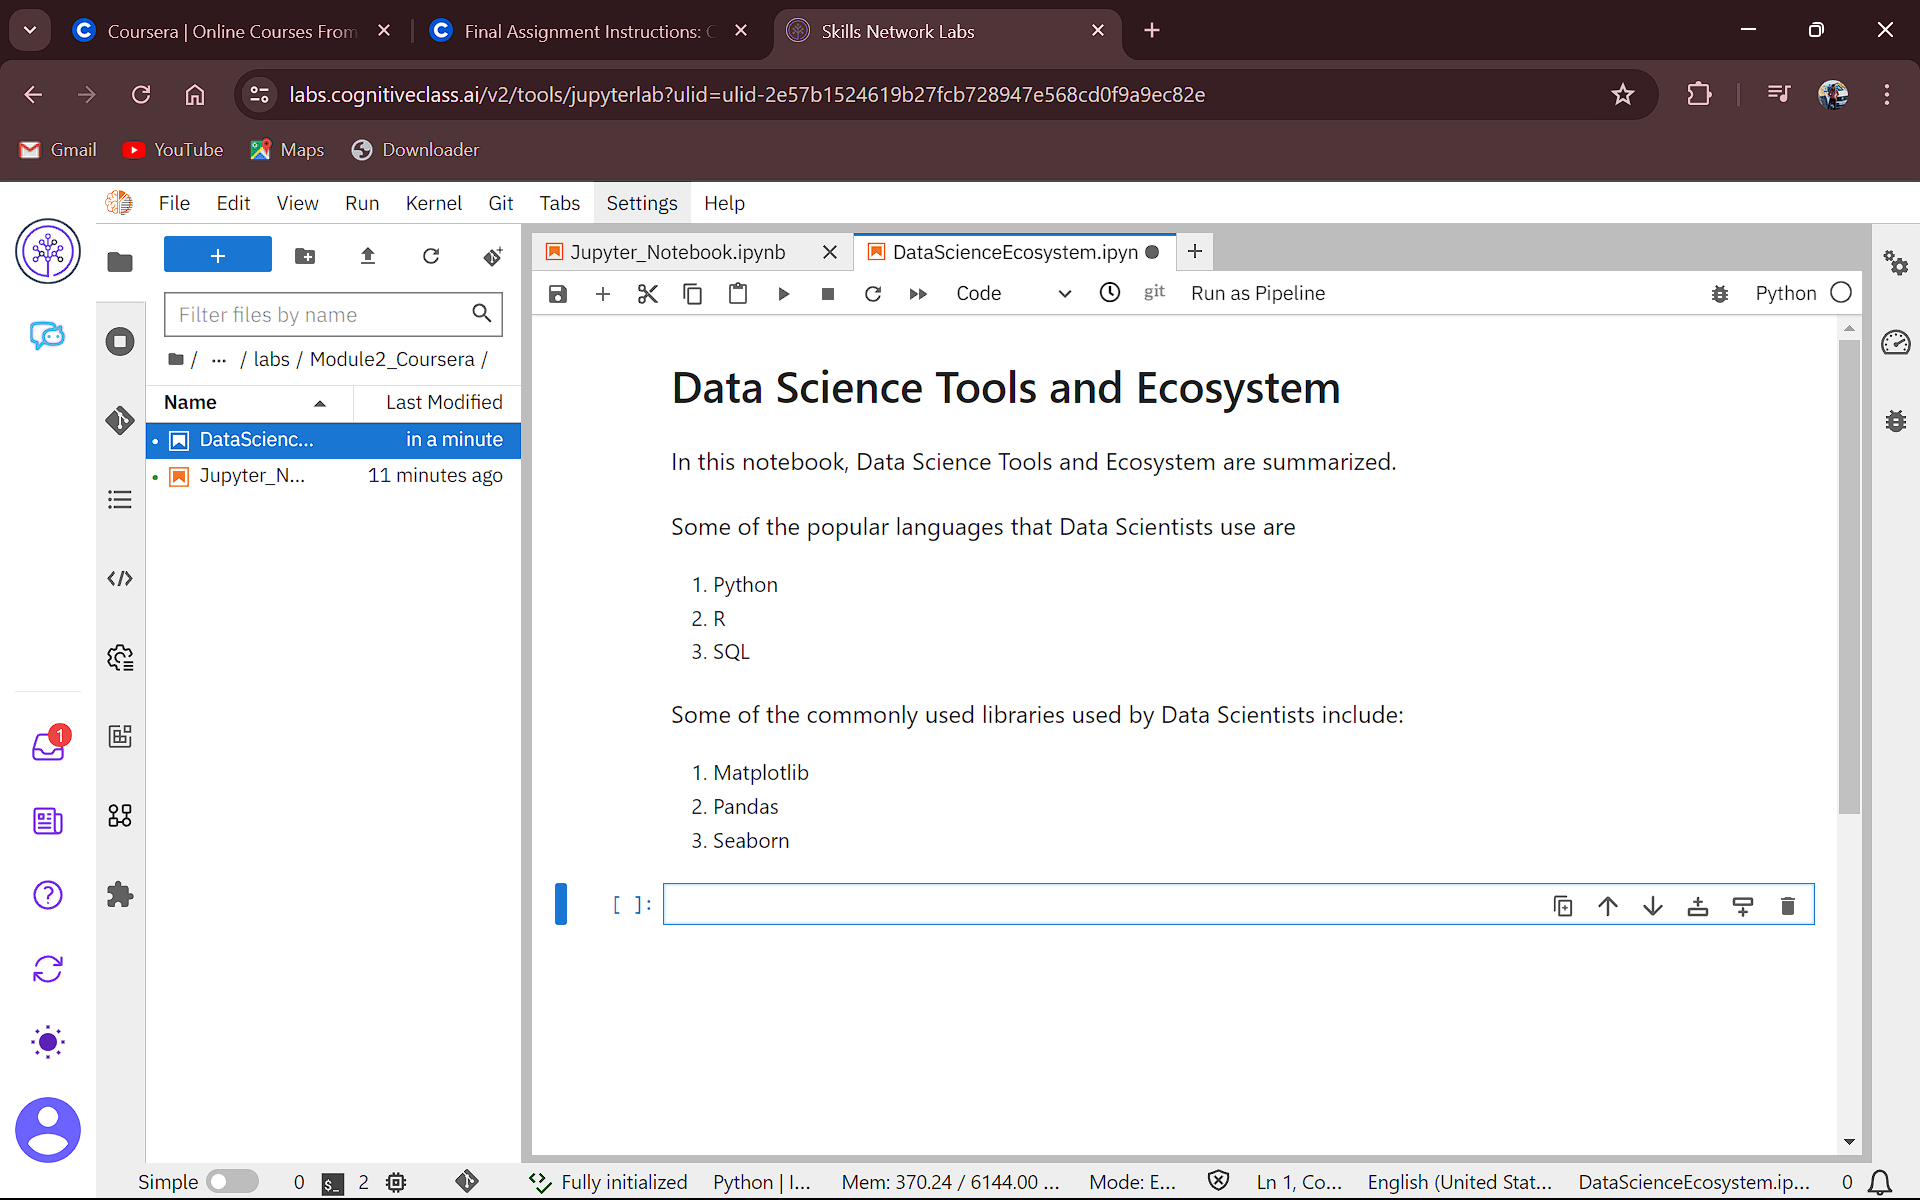 Coursera | Online Courses From
Final Assignment Instructions: C
Skills Network Labs
labs.cognitiveclass.ai/v2/tools/jupyterlab?ulid=ulid-2e57b1524619b27fcb728947e568cd0f9a9ec82e
Gmail
YouTube
Maps
Downloader
File Edit View Run Kernel Git Tabs Settings Help
Jupyter_Notebook.ipynb
DataScienceEcosystem.ipyn
Code
git
Run as Pipeline
Python
Filter files by name
/ ... / labs / Module2_Coursera /
Name Last Modified
DataScienc... in a minute
Jupyter_N... 11 minutes ago
Data Science Tools and Ecosystem
In this notebook, Data Science Tools and Ecosystem are summarized.
Some of the popular languages that Data Scientists use are
1. Python
2. R
3. SQL
Some of the commonly used libraries used by Data Scientists include:
1. Matplotlib
2. Pandas
3. Seaborn
[ ]:
1
Simple 0 $_ 2 Fully initialized Python | I... Mem: 370.24 / 6144.00 ... Mode: E... Ln 1, Co... English (United Stat... DataScienceEcosystem.ip... 0